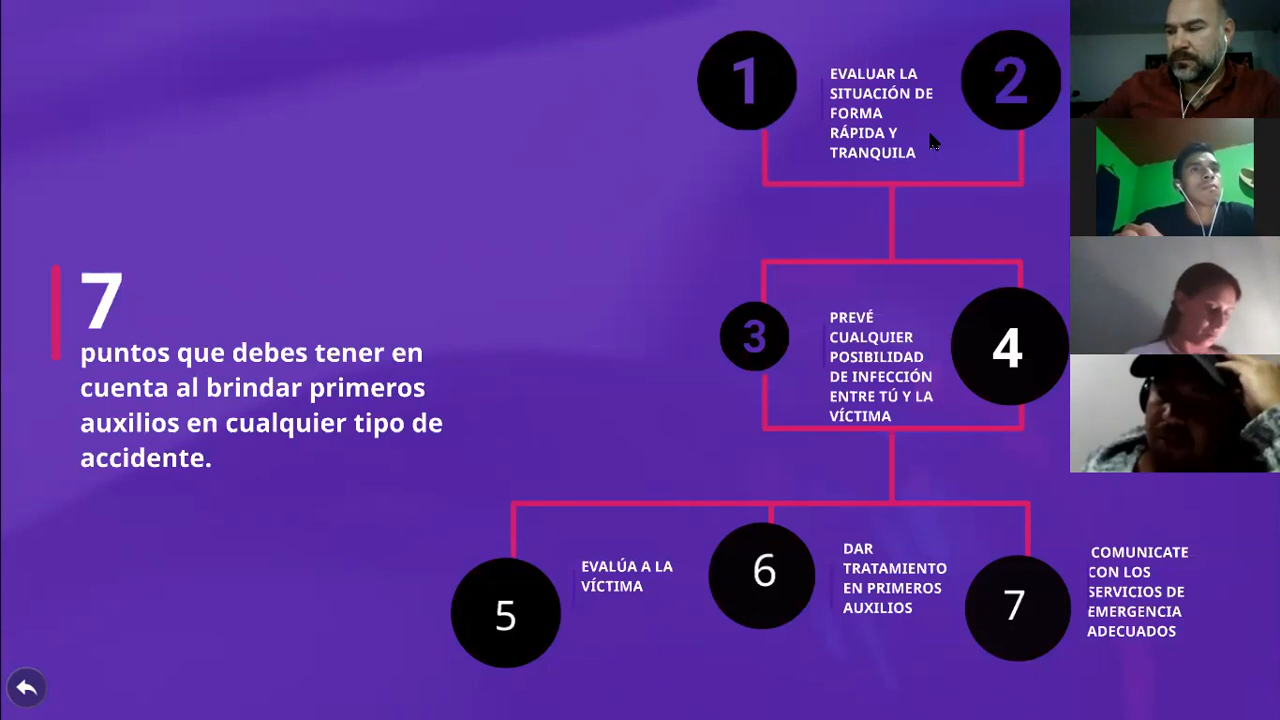 7
puntos que debes tener en
cuenta al brindar primeros
auxilios en cualquier tipo de
accidente.
1
EVALUAR LA
SITUACIÓN DE
FORMA
RÁPIDA Y
TRANQUILA
2
3
PREVÉ
CUALQUIER
POSIBILIDAD
DE INFECCIÓN
ENTRE TÚ Y LA
VÍCTIMA
4
5
EVALÚA A LA
VÍCTIMA
6
DAR
TRATAMIENTO
EN PRIMEROS
AUXILIOS
7
COMUNICATE
CON LOS
SERVICIOS DE
EMERGENCIA
ADECUADOS